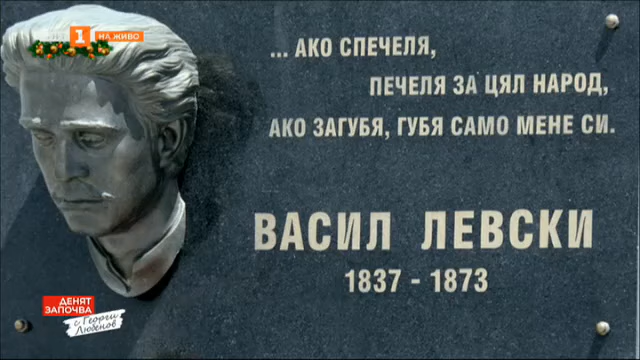 1
НА ЖИВО
... АКО СПЕЧЕЛЯ,
ПЕЧЕЛЯ ЗА ЦЯЛ НАРОД,
АКО ЗАГУБЯ, ГУБЯ САМО МЕНЕ СИ.
ВАСИЛ ЛЕВСКИ
1837 - 1873
ДЕНЯТ
ЗАПОЧВА
с Георги
Любенов